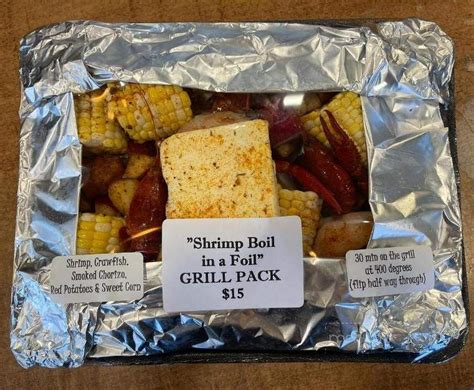 "Shrimp Boil
in a Foil"
GRILL PACK
$15
Shrimp, Crawfish,
Smoked Chorizo,
Red Potatoes & Sweet Corn
30 min on the grill
at 400 degrees
(flip half way through)